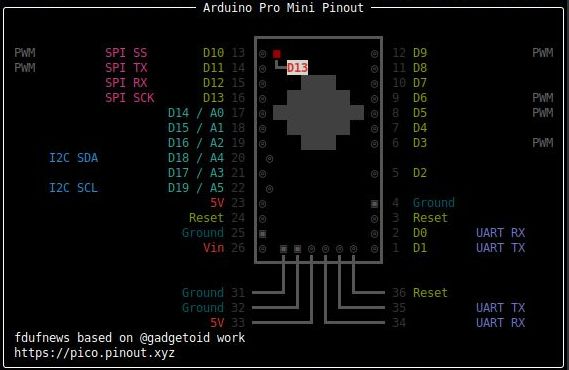 Arduino Pro Mini Pinout
PWM SPI SS D10 13 12 D9 PWM
PWM SPI TX D11 14 D13 11 D8
SPI RX D12 15 10 D7
SPI SCK D13 16 9 D6 PWM
D14 / A0 17 8 D5 PWM
D15 / A1 18 7 D4
D16 / A2 19 6 D3 PWM
I2C SDA D18 / A4 20
D17 / A3 21 5 D2
I2C SCL D19 / A5 22
5V 23 4 Ground
Reset 24 3 Reset
Ground 25 2 D0 UART RX
Vin 26 1 D1 UART TX
Ground 31 36 Reset
Ground 32 35 UART TX
5V 33 34 UART RX
fdufnews based on @gadgetoid work
https://pico.pinout.xyz